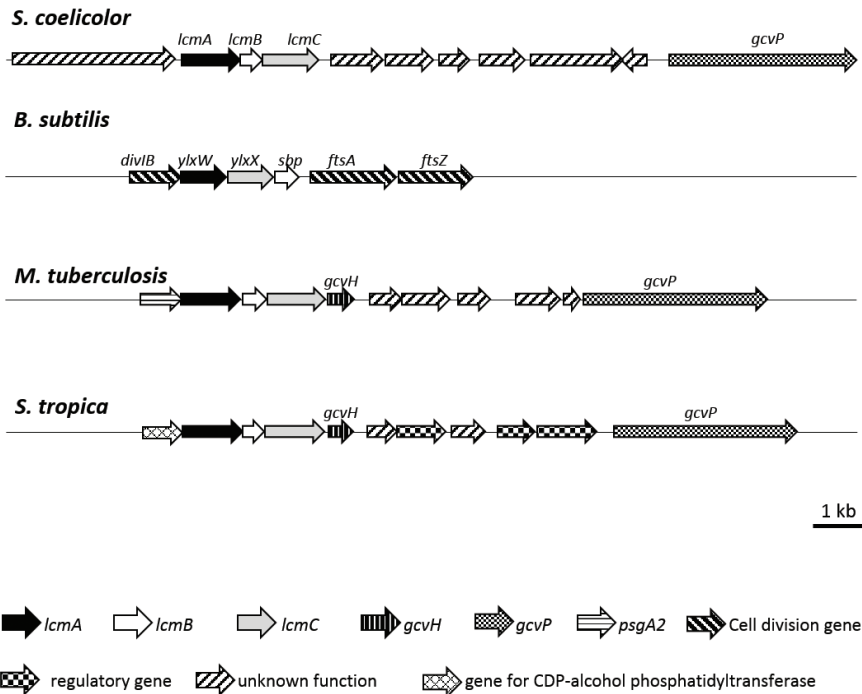 S. coelicolor
lcmA lcmB lcmC gcvP
B. subtilis
divIB ylxW ylxX sbp ftsA ftsZ
M. tuberculosis
gcvH gcvP
S. tropica
gcvH gcvP
1 kb
lcmA lcmB lcmC gcvH gcvP psgA2 Cell division gene
regulatory gene unknown function gene for CDP-alcohol phosphatidyltransferase